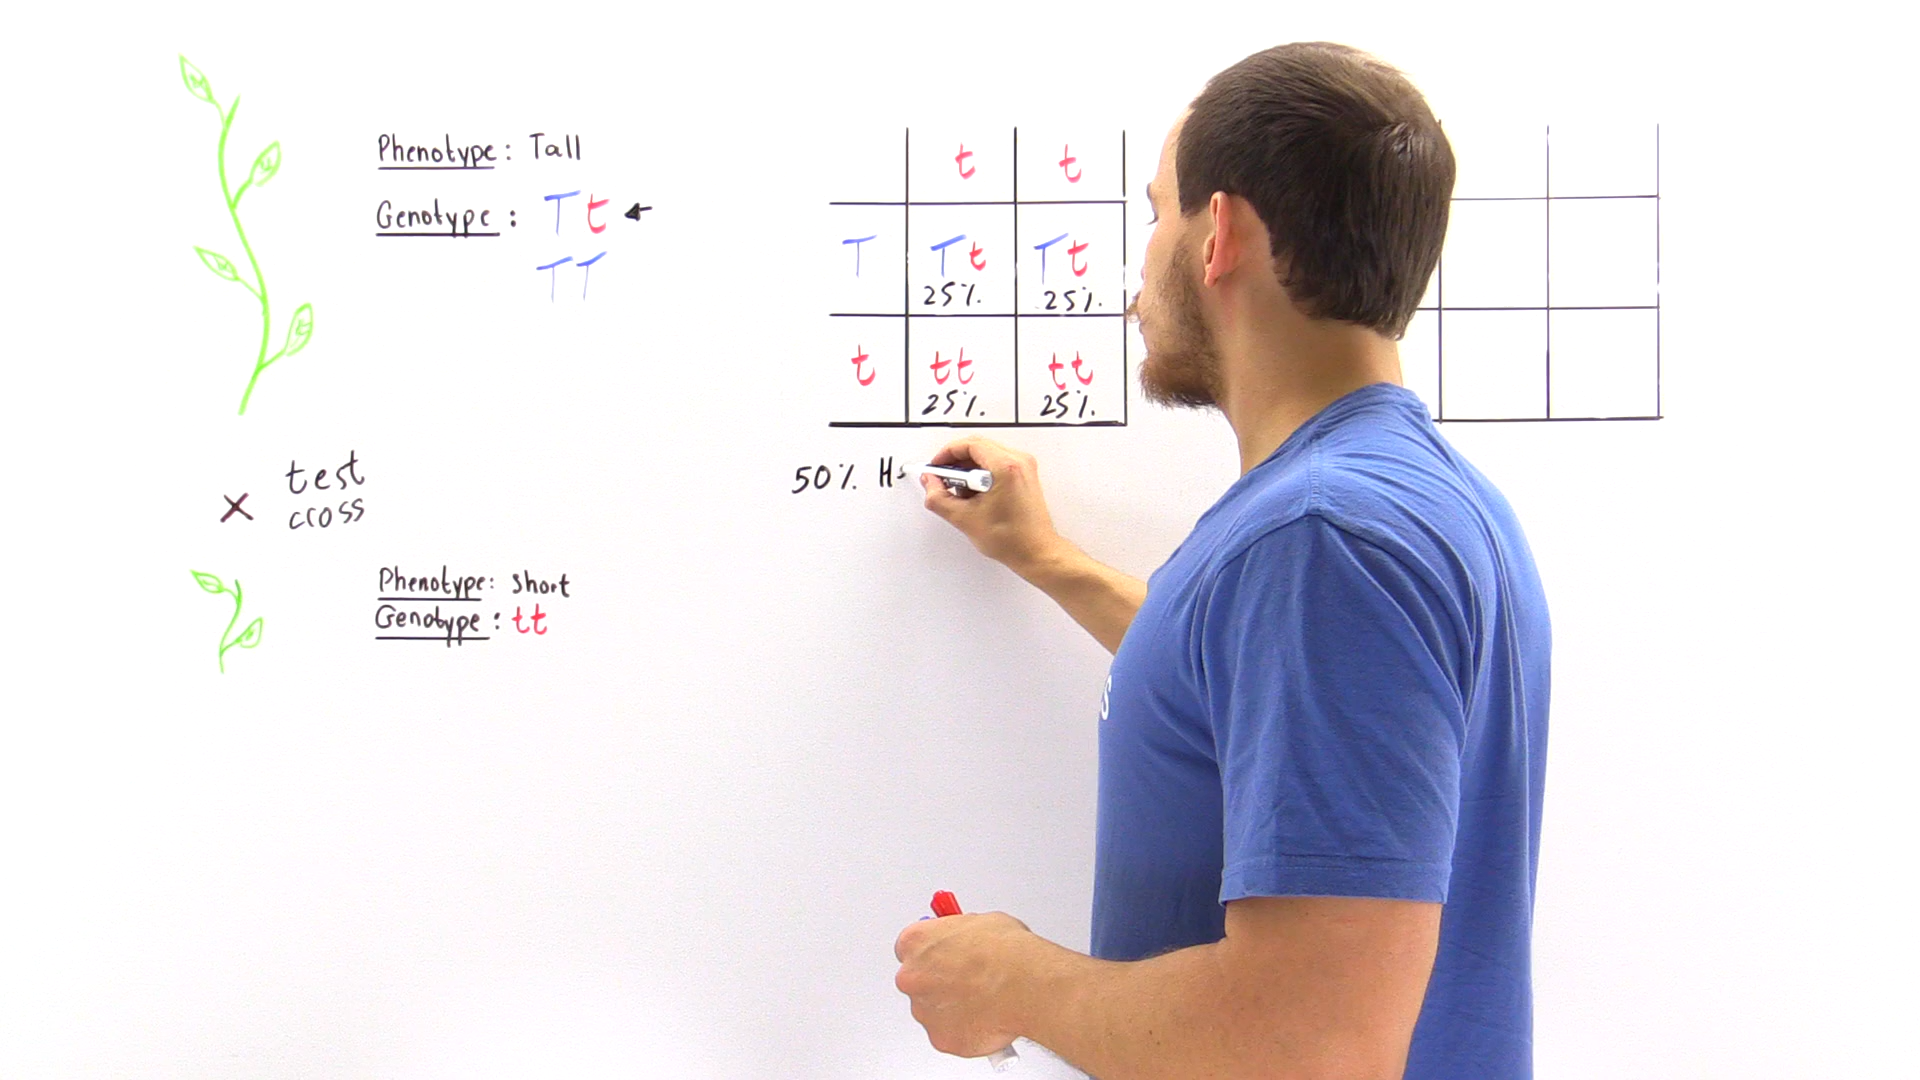 Phenotype: Tall
Genotype: Tt
TT
test
cross
Phenotype: short
Genotype: tt
t t
T Tt Tt
25% 25%
t tt tt
25% 25%
50% H